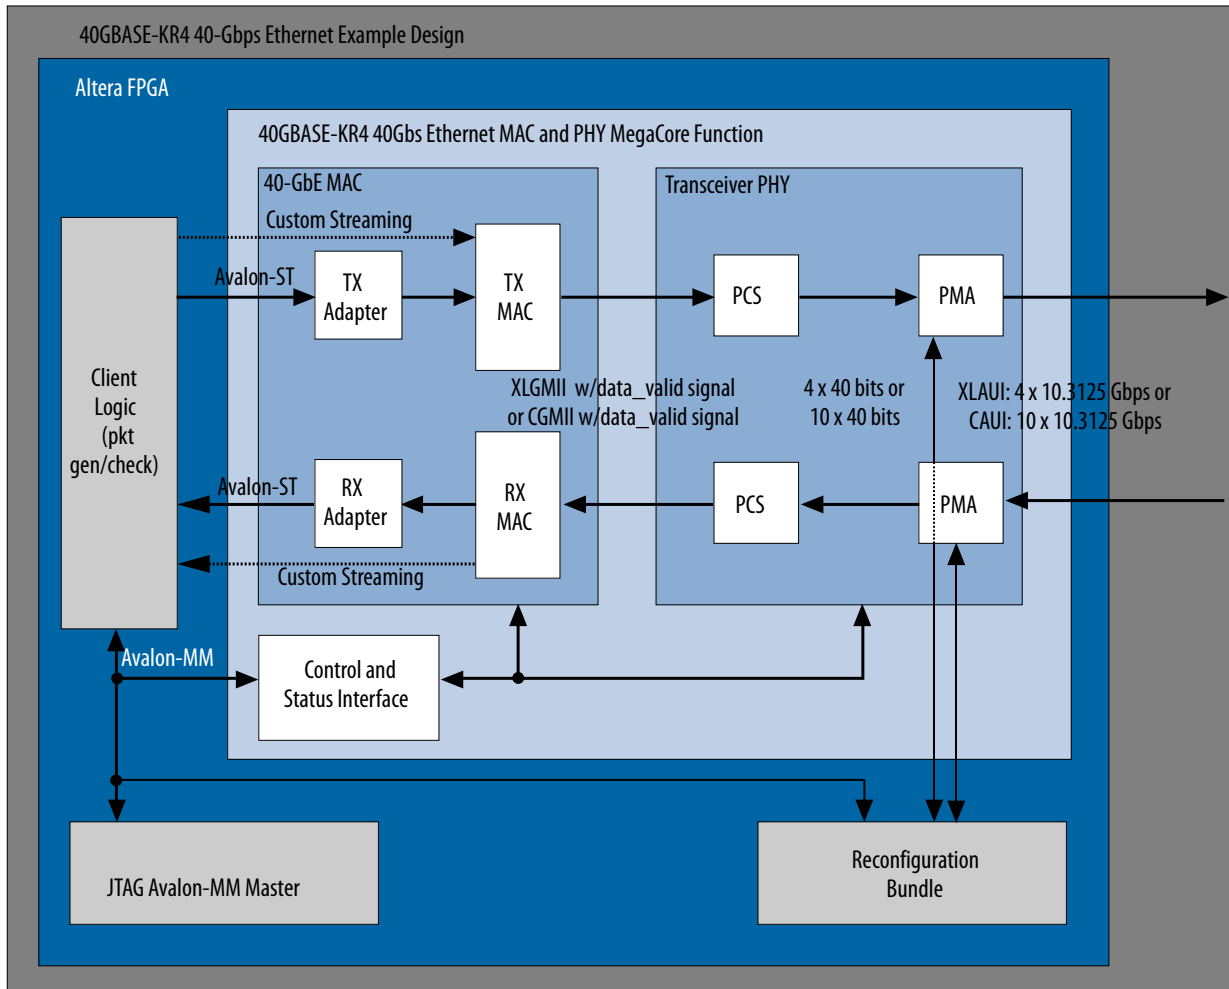 40GBASE-KR4 40-Gbps Ethernet Example Design
Altera FPGA
40GBASE-KR4 40Gbs Ethernet MAC and PHY MegaCore Function
40-GbE MAC
Transceiver PHY
Custom Streaming
Avalon-ST
TX
Adapter
TX
MAC
PCS
PMA
Client
Logic
(pkt
gen/check)
XLGMII w/data_valid signal
or CGMII w/data_valid signal
4 x 40 bits or
10 x 40 bits
XLAUI: 4 x 10.3125 Gbps or
CAUI: 10 x 10.3125 Gbps
Avalon-ST
RX
Adapter
RX
MAC
PCS
PMA
Custom Streaming
Avalon-MM
Control and
Status Interface
JTAG Avalon-MM Master
Reconfiguration
Bundle